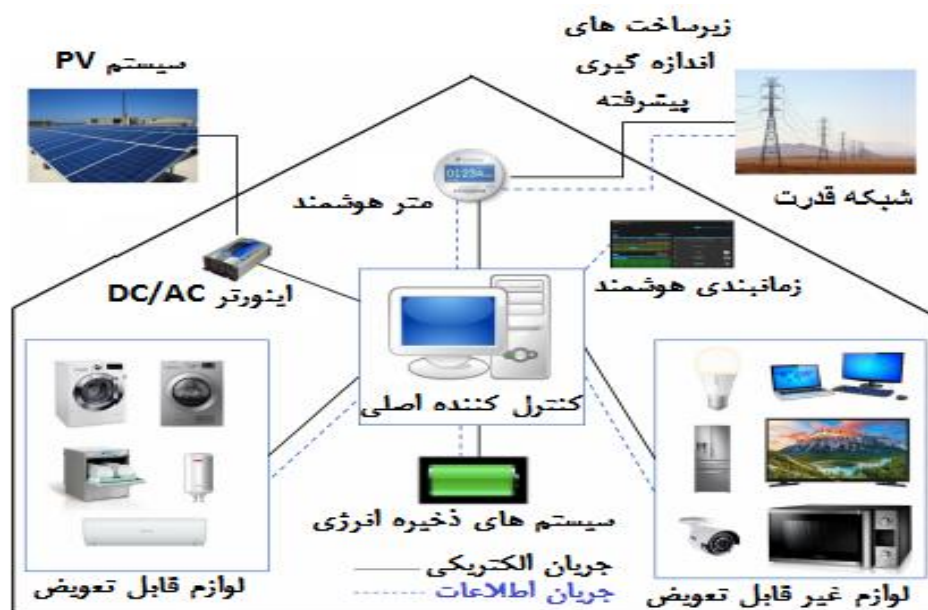 زیرساخت های
اندازه گیری
پیشرفته
سیستم PV
شبکه قدرت
متر هوشمند
0123A
اینورتر DC/AC
زمانبندی هوشمند
کنترل کننده اصلی
سیستم های ذخیره انرژی
لوازم قابل تعویض
جریان الکتریکی
جریان اطلاعات
لوازم غیر قابل تعویض